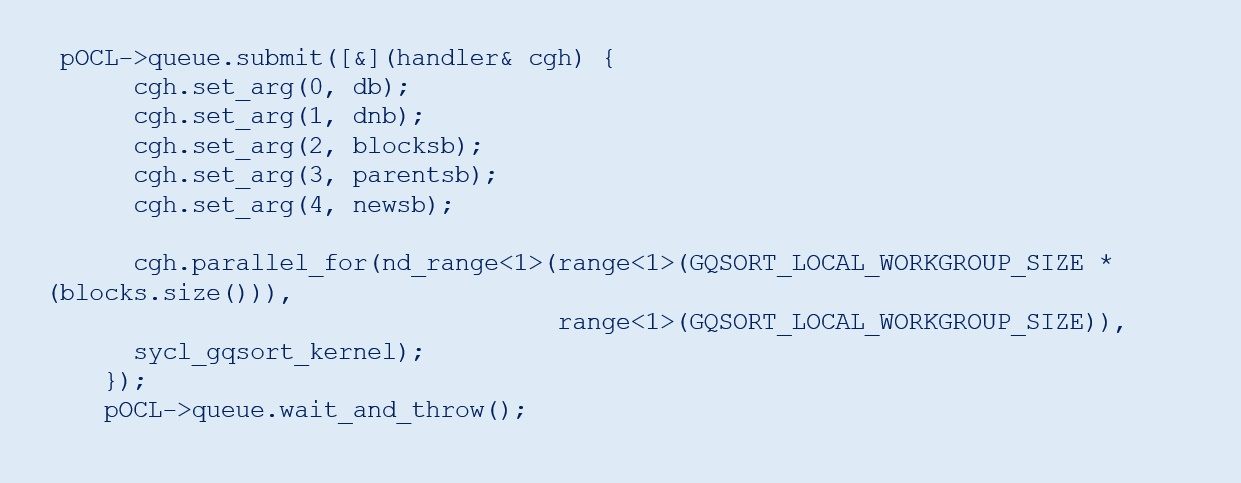 pOCL->queue.submit([&](handler& cgh) {
cgh.set_arg(0, db);
cgh.set_arg(1, dnb);
cgh.set_arg(2, blocksb);
cgh.set_arg(3, parentsb);
cgh.set_arg(4, newsb);
cgh.parallel_for(nd_range<1>(range<1>(GQSORT_LOCAL_WORKGROUP_SIZE *
(blocks.size())),
range<1>(GQSORT_LOCAL_WORKGROUP_SIZE)),
sycl_gqsort_kernel);
});
pOCL->queue.wait_and_throw();